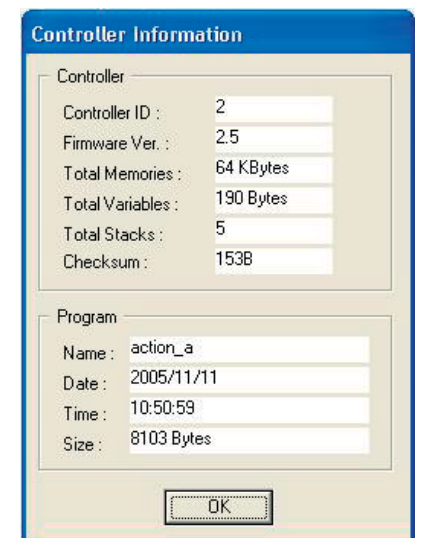 Controller Information
Controller
Controller ID : 2
Firmware Ver. : 2.5
Total Memories : 64 KBytes
Total Variables : 190 Bytes
Total Stacks : 5
Checksum : 153B
Program
Name : action_a
Date : 2005/11/11
Time : 10:50:59
Size : 8103 Bytes
OK